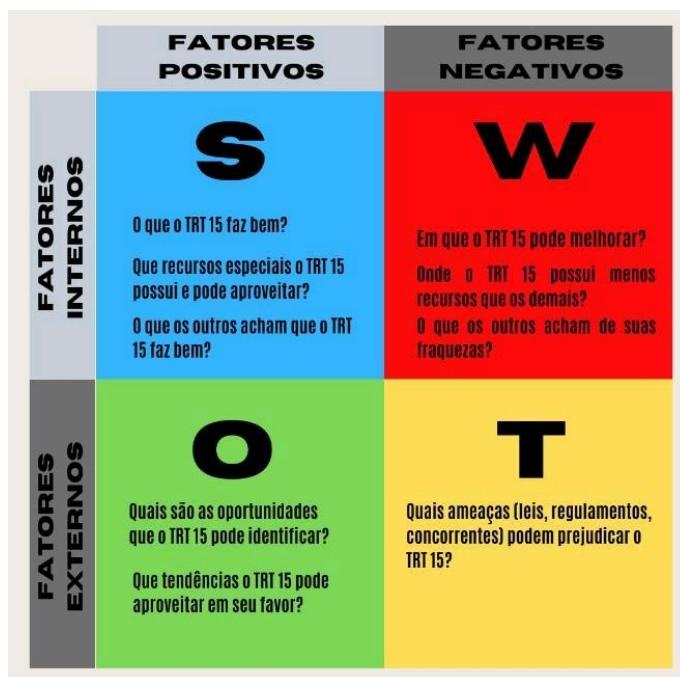 FATORES
POSITIVOS
FATORES
NEGATIVOS
FATORES
INTERNOS
S
O que o TRT 15 faz bem?
Que recursos especiais o TRT 15
possui e pode aproveitar?
O que os outros acham que o TRT
15 faz bem?
W
Em que o TRT 15 pode melhorar?
Onde o TRT 15 possui menos
recursos que os demais?
O que os outros acham de suas
fraquezas?
FATORES
EXTERNOS
O
Quais são as oportunidades
que o TRT 15 pode identificar?
Que tendências o TRT 15 pode
aproveitar em seu favor?
T
Quais ameaças (leis, regulamentos,
concorrentes) podem prejudicar o
TRT 15?